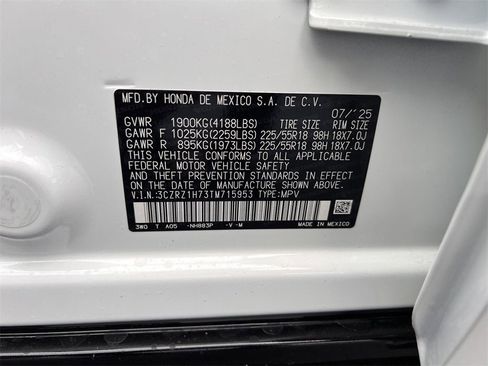 MFD.BY HONDA DE MEXICO S.A. DE C.V.
07/'25
GVWR 1900KG(4188LBS) TIRE SIZE RIM SIZE
GAWR F 1025KG(2259LBS) 225/55R18 98H 18X7.0J
GAWR R 895KG(1973LBS) 225/55R18 98H 18X7.0J
THIS VEHICLE CONFORMS TO ALL APPLICABLE
FEDERAL MOTOR VEHICLE SAFETY
AND THEFT PREVENTION STANDARDS IN EFFECT
ON THE DATE OF MANUFACTURE SHOWN ABOVE.
V.I.N.:3CZRZ1H73TM715953 TYPE:MPV
3W0 T A05 -NH883P -V -M MADE IN MEXICO